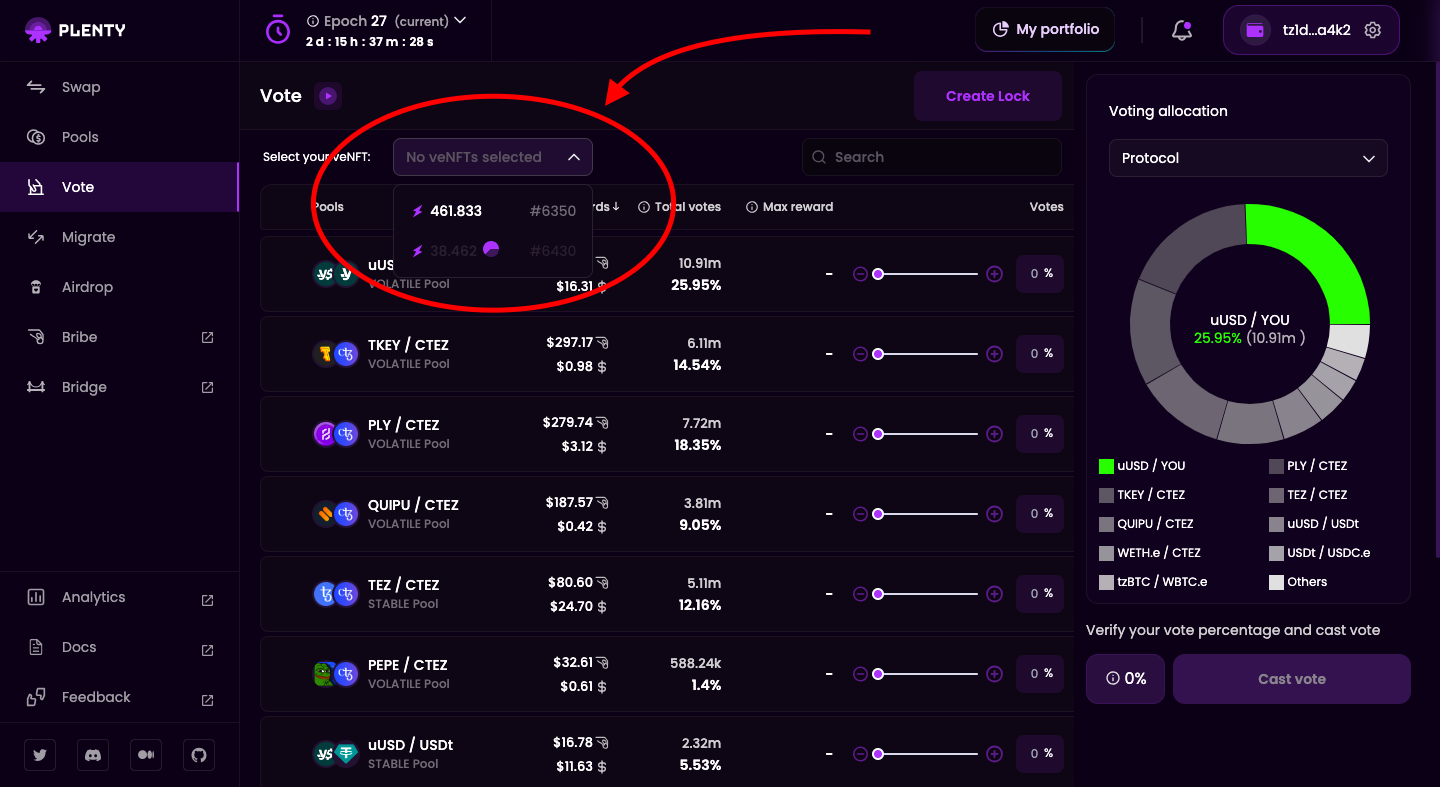 PLENTY
Epoch 27 (current)
2 d : 15 h : 37 m : 28 s
My portfolio
tz1d...a4k2
Swap
Pools
Vote
Migrate
Airdrop
Bribe
Bridge
Analytics
Docs
Feedback
Vote
Create Lock
Select your veNFT:
No veNFTs selected
Search
461.833 #6350
38.462 #6430
Pools
rds↓
Total votes
Max reward
Votes
uUS
VOLATILE Pool
$16.31
10.91m
25.95%
-
0 %
TKEY / CTEZ
VOLATILE Pool
$297.17
$0.98
6.11m
14.54%
-
0 %
PLY / CTEZ
VOLATILE Pool
$279.74
$3.12
7.72m
18.35%
-
0 %
QUIPU / CTEZ
VOLATILE Pool
$187.57
$0.42
3.81m
9.05%
-
0 %
TEZ / CTEZ
STABLE Pool
$80.60
$24.70
5.11m
12.16%
-
0 %
PEPE / CTEZ
VOLATILE Pool
$32.61
$0.61
588.24k
1.4%
-
0 %
uUSD / USDt
STABLE Pool
$16.78
$11.63
2.32m
5.53%
-
0 %
Voting allocation
Protocol
uUSD / YOU
25.95% (10.91m )
uUSD / YOU
PLY / CTEZ
TKEY / CTEZ
TEZ / CTEZ
QUIPU / CTEZ
uUSD / USDt
WETH.e / CTEZ
USDt / USDC.e
tzBTC / WBTC.e
Others
Verify your vote percentage and cast vote
0%
Cast vote